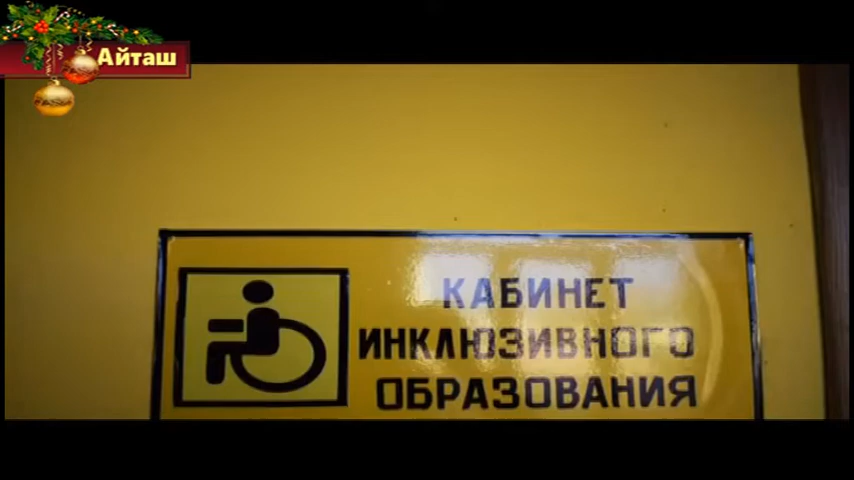 Айташ
КАБИНЕТ
ИНКЛЮЗИВНОГО
ОБРАЗОВАНИЯ